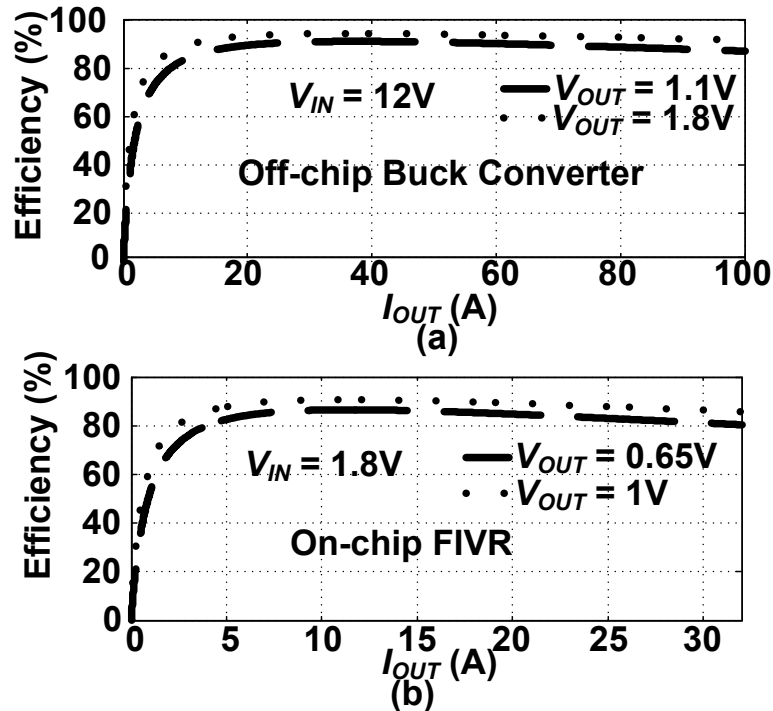 Efficiency (%)
100
80
60
40
20
0
V_IN = 12V
V_OUT = 1.1V
V_OUT = 1.8V
Off-chip Buck Converter
0 20 40 60 80 100
I_OUT (A)
(a)
Efficiency (%)
100
80
60
40
20
0
V_IN = 1.8V
V_OUT = 0.65V
V_OUT = 1V
On-chip FIVR
0 5 10 15 20 25 30
I_OUT (A)
(b)